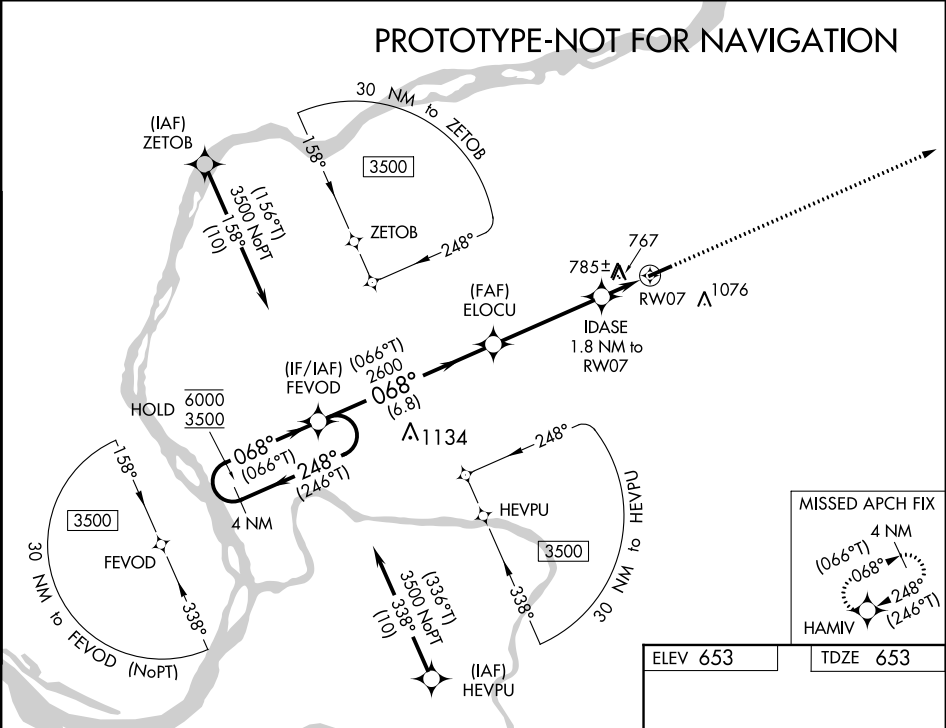 PROTOTYPE-NOT FOR NAVIGATION
30 NM to ZETOB
(IAF)
ZETOB
158°
3500
(156°T)
3500 NoPT
158°
(10)
ZETOB
248°
767
785±
RW07
1076
(FAF)
ELOCU
IDASE
1.8 NM to
RW07
(IF/IAF)
FEVOD
(066°T)
2600
068°
(6.8)
HOLD
6000
3500
1134
068°
(066°T)
248°
(246°T)
4 NM
248°
158°
3500
FEVOD
338°
30 NM to FEVOD (NoPT)
HEVPU
3500
338°
30 NM to HEVPU
(336°T)
3500 NoPT
338°
(10)
(IAF)
HEVPU
MISSED APCH FIX
4 NM
(066°T)
068°
248°
(246°T)
HAMIV
ELEV 653
TDZE 653